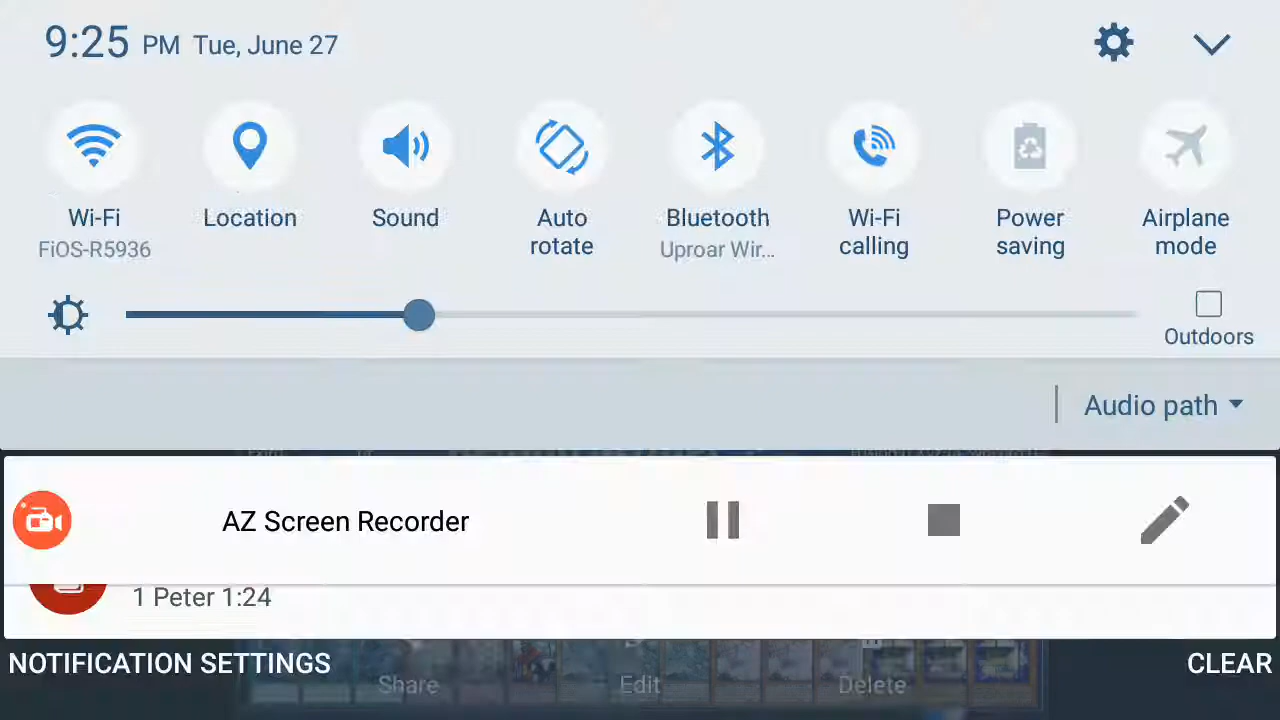 9:25 PM Tue, June 27
Wi-Fi
FiOS-R5936
Location
Sound
Auto
rotate
Bluetooth
Uproar Wir...
Wi-Fi
calling
Power
saving
Airplane
mode
Outdoors
Audio path
AZ Screen Recorder
1 Peter 1:24
NOTIFICATION SETTINGS
CLEAR
Share
Edit
Delete